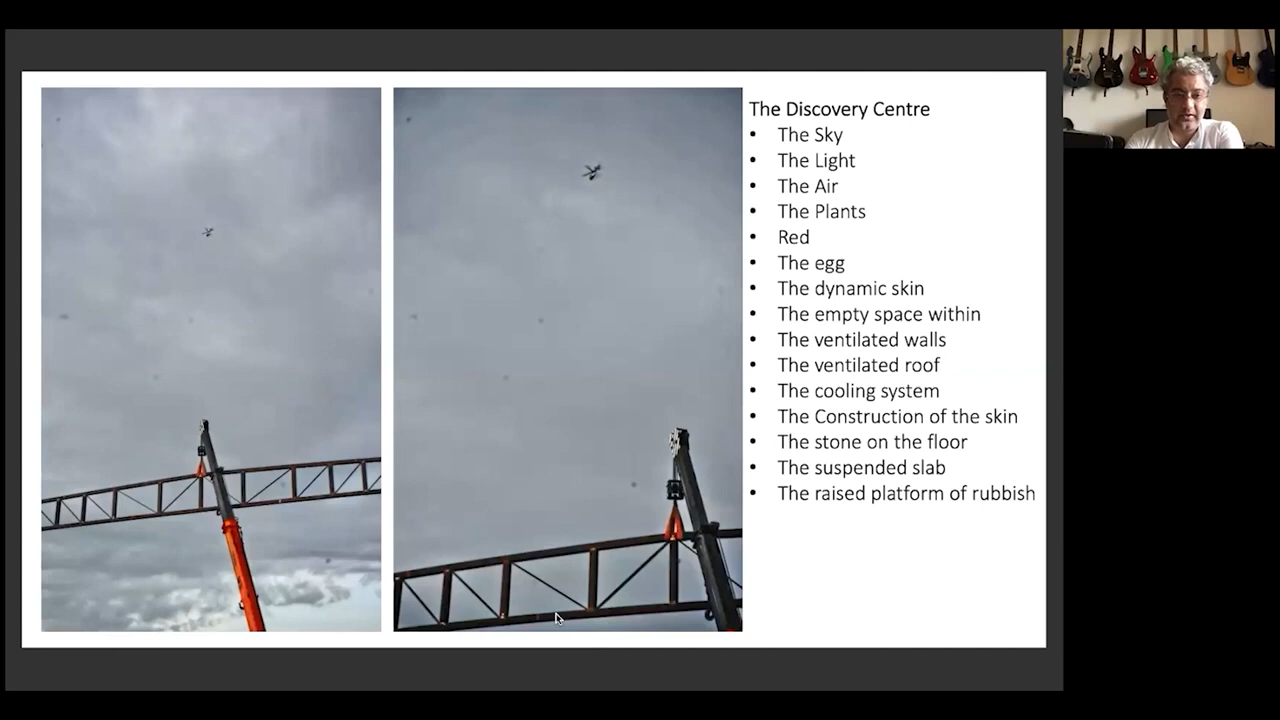 The Discovery Centre
• The Sky
• The Light
• The Air
• The Plants
• Red
• The egg
• The dynamic skin
• The empty space within
• The ventilated walls
• The ventilated roof
• The cooling system
• The Construction of the skin
• The stone on the floor
• The suspended slab
• The raised platform of rubbish